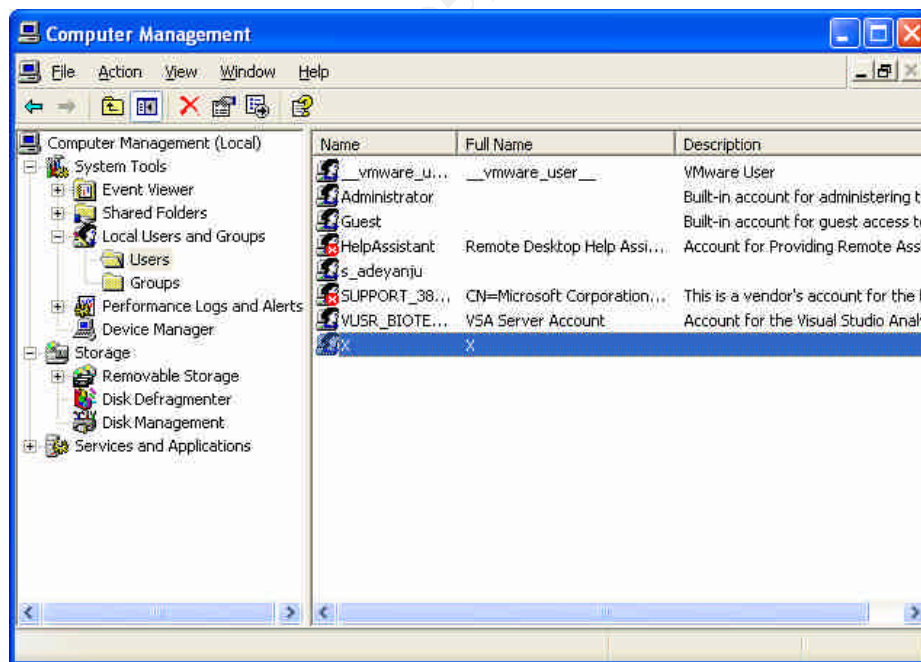 Computer Management
File Action View Window Help
Computer Management (Local)
System Tools
Event Viewer
Shared Folders
Local Users and Groups
Users
Groups
Performance Logs and Alerts
Device Manager
Storage
Removable Storage
Disk Defragmenter
Disk Management
Services and Applications
Name Full Name Description
__vmware_u... __vmware_user__ VMware User
Administrator Built-in account for administering t
Guest Built-in account for guest access t
HelpAssistant Remote Desktop Help Assi... Account for Providing Remote Ass
s_adeyanju
SUPPORT_38... CN=Microsoft Corporation... This is a vendor's account for the
VUSR_BIOTE... VSA Server Account Account for the Visual Studio Anal
X X